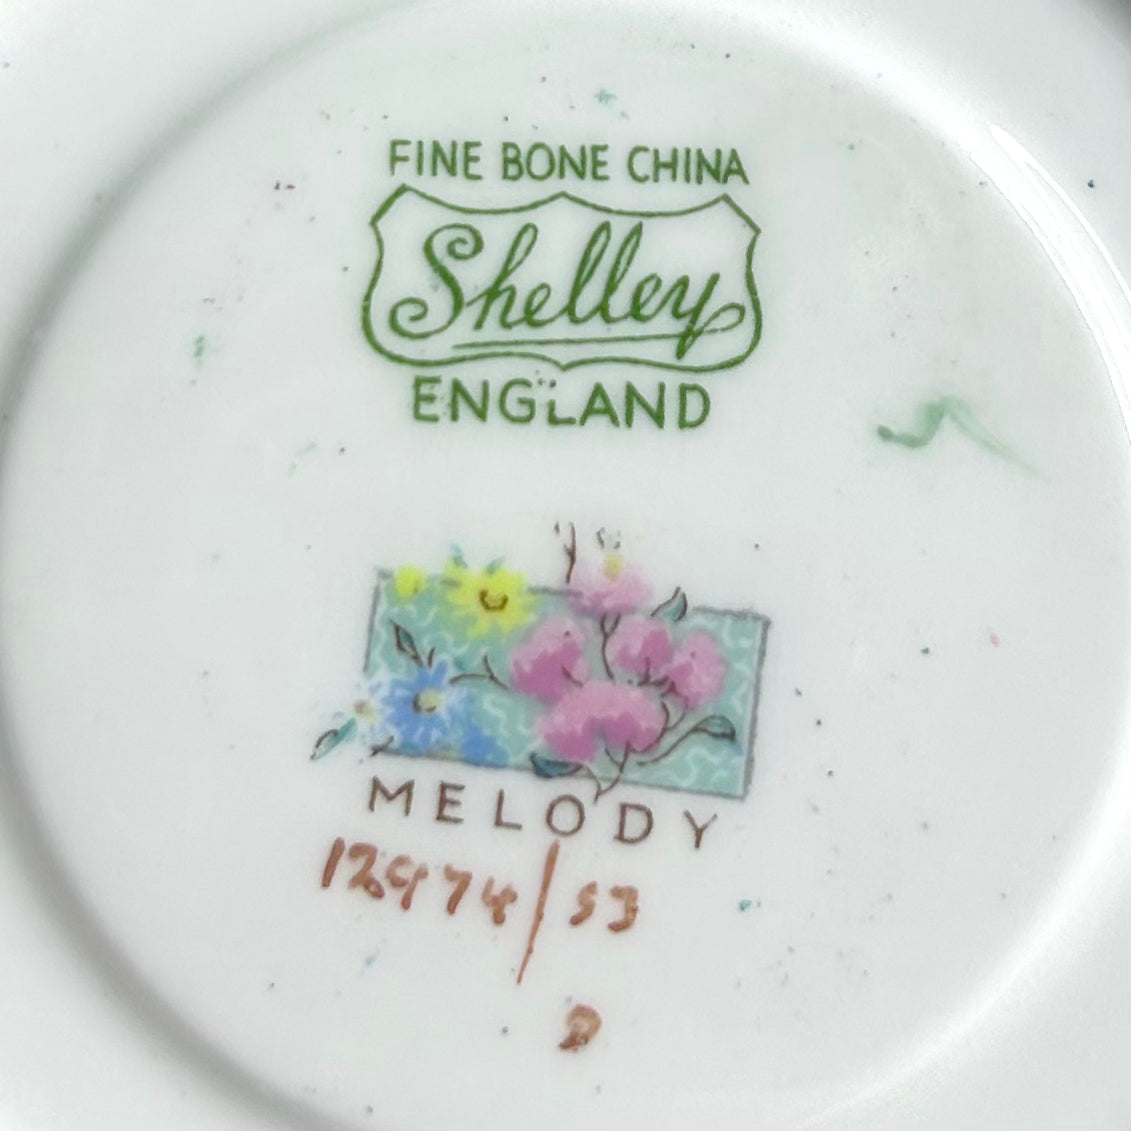 FINE BONE CHINA
Shelley
ENGLAND
MELODY
12974/53
D